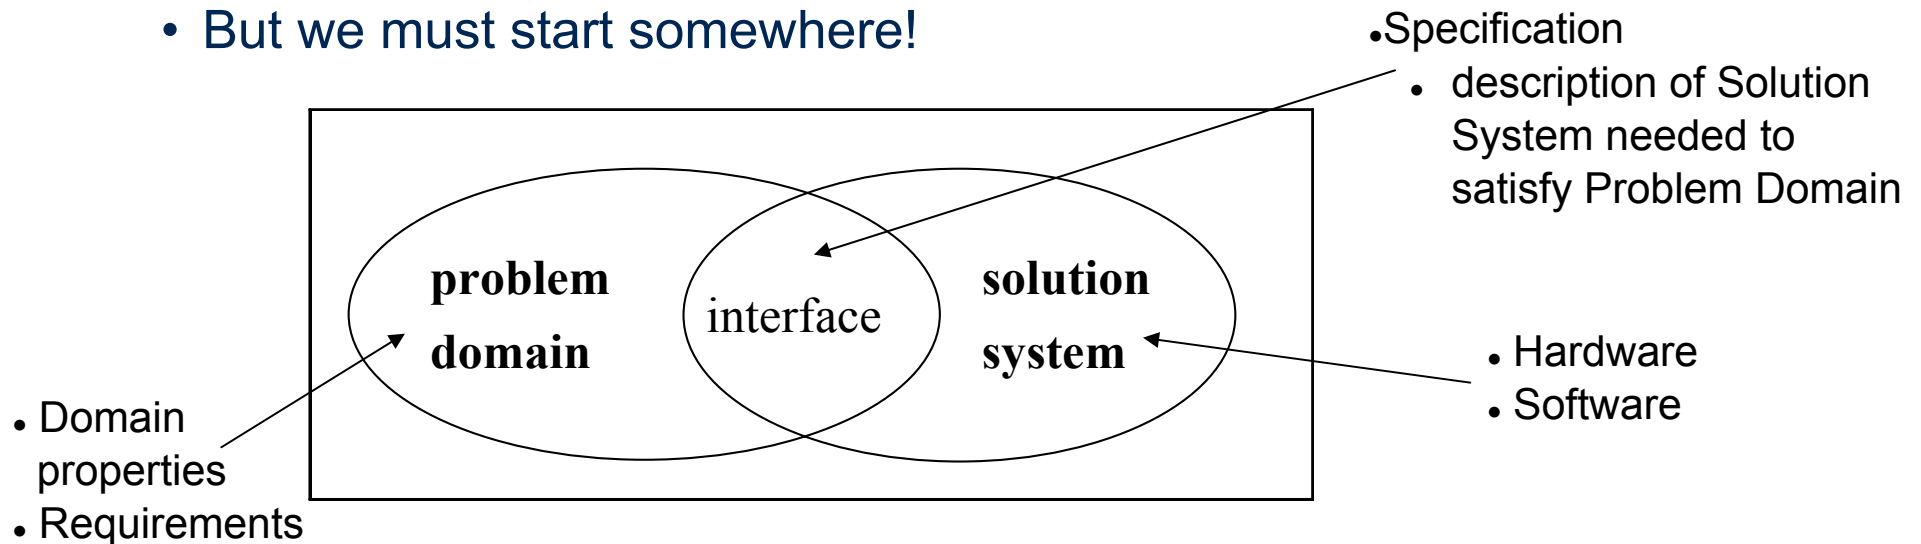 • But we must start somewhere!
•Specification
• description of Solution
System needed to
satisfy Problem Domain
problem
domain
interface
solution
system
• Hardware
• Software
• Domain
properties
• Requirements